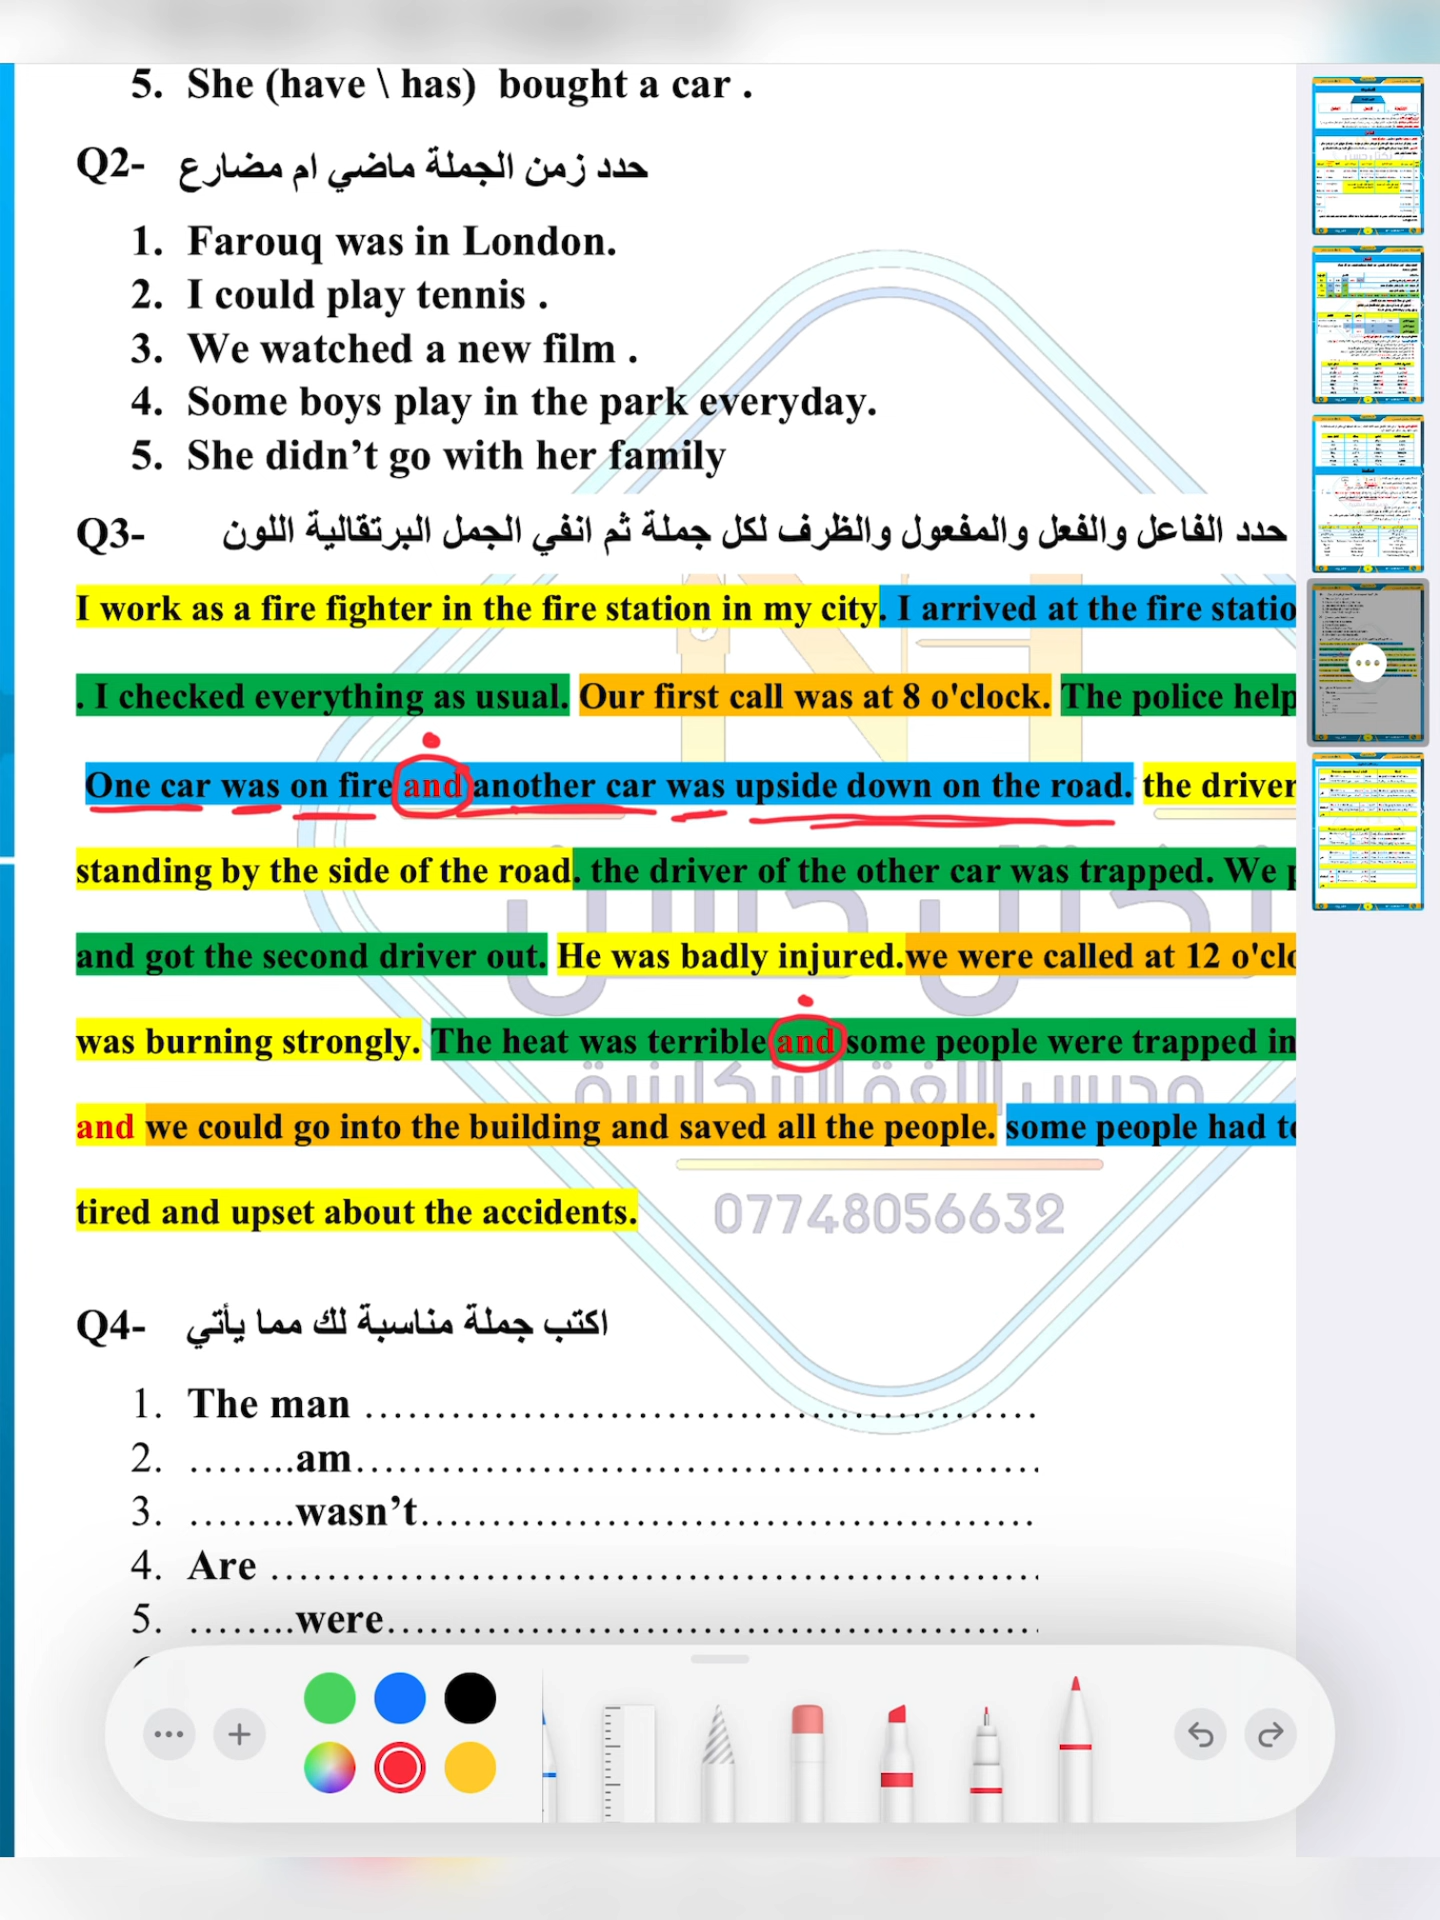 5. She (have \ has) bought a car .
Q2- حدد زمن الجملة ماضي ام مضارع
1. Farouq was in London.
2. I could play tennis .
3. We watched a new film .
4. Some boys play in the park everyday.
5. She didn’t go with her family
Q3- حدد الفاعل والفعل والمفعول والظرف لكل جملة ثم انفي الجمل البرتقالية اللون
I work as a fire fighter in the fire station in my city. I arrived at the fire statio
. I checked everything as usual. Our first call was at 8 o'clock. The police help
One car was on fire and another car was upside down on the road. the driver
standing by the side of the road. the driver of the other car was trapped. We
and got the second driver out. He was badly injured.we were called at 12 o'clo
was burning strongly. The heat was terrible and some people were trapped in
مدرس اللغة الانكليزية
and we could go into the building and saved all the people. some people had to
tired and upset about the accidents.
07748056632
Q4- اكتب جملة مناسبة لك مما يأتي
1. The man ……………………………………………
2. ……..am……………………………………………
3. ……..wasn’t…………………………………………
4. Are ……………………………………………………
5. ……..were……………………………………………